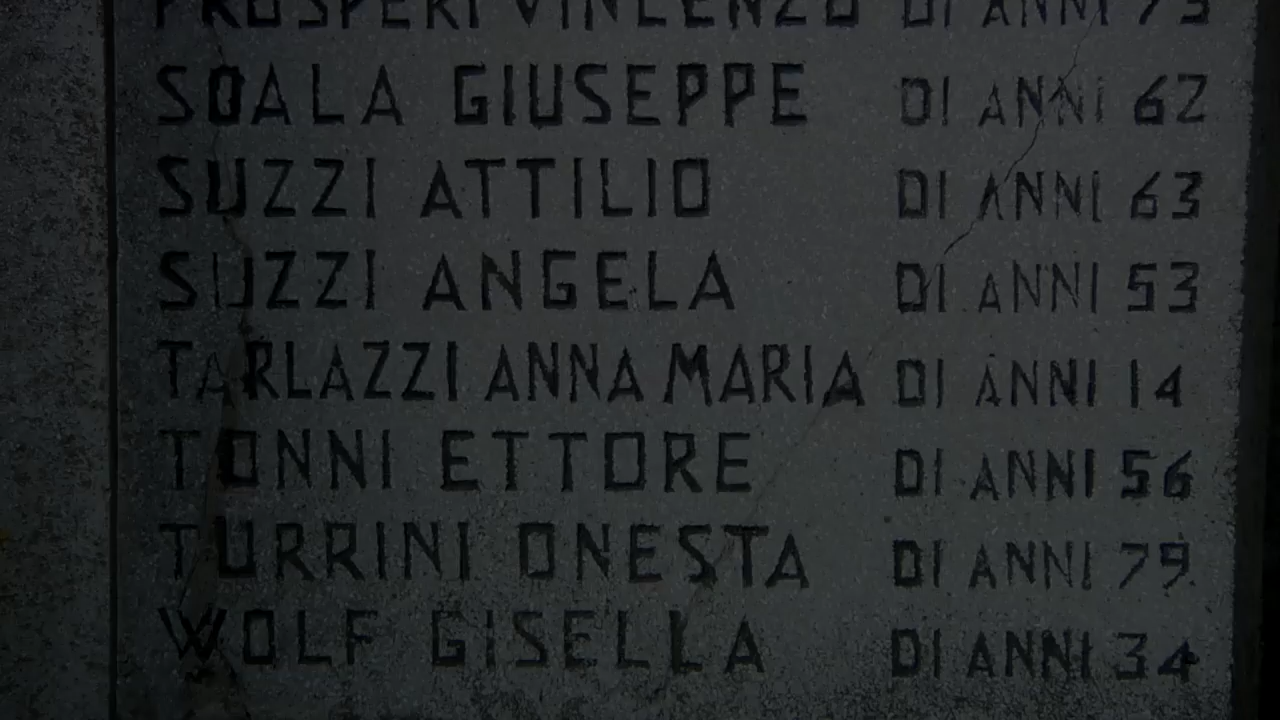 PROSPERI VINCENZO DI ANNI 73
SOALA GIUSEPPE DI ANNI 62
SUZZI ATTILIO DI ANNI 63
SUZZI ANGELA DI ANNI 53
TARLAZZI ANNA MARIA DI ANNI 14
TONNI ETTORE DI ANNI 56
TURRINI ONESTA DI ANNI 79
WOLF GISELLA DI ANNI 34